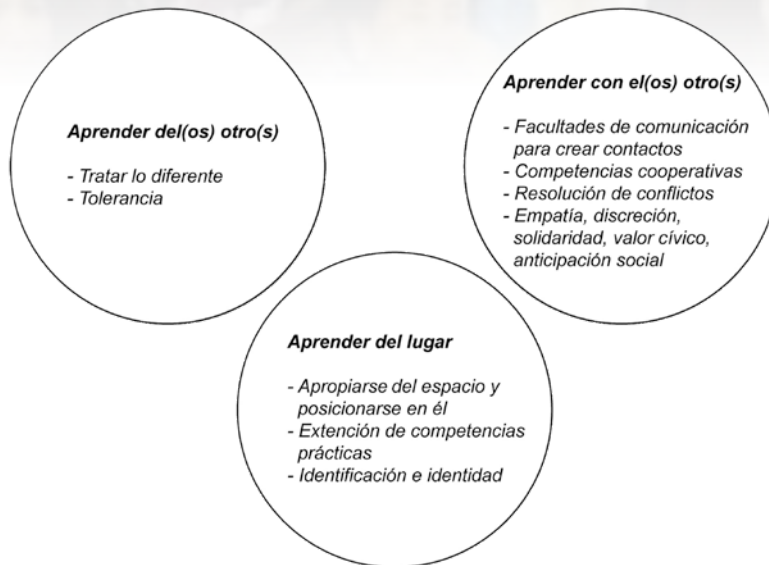 Aprender del(os) otro(s)
- Tratar lo diferente
- Tolerancia
Aprender con el(os) otro(s)
- Facultades de comunicación
para crear contactos
- Competencias cooperativas
- Resolución de conflictos
- Empatía, discreción,
solidaridad, valor cívico,
anticipación social
Aprender del lugar
- Apropiarse del espacio y
posicionarse en él
- Extención de competencias
prácticas
- Identificación e identidad